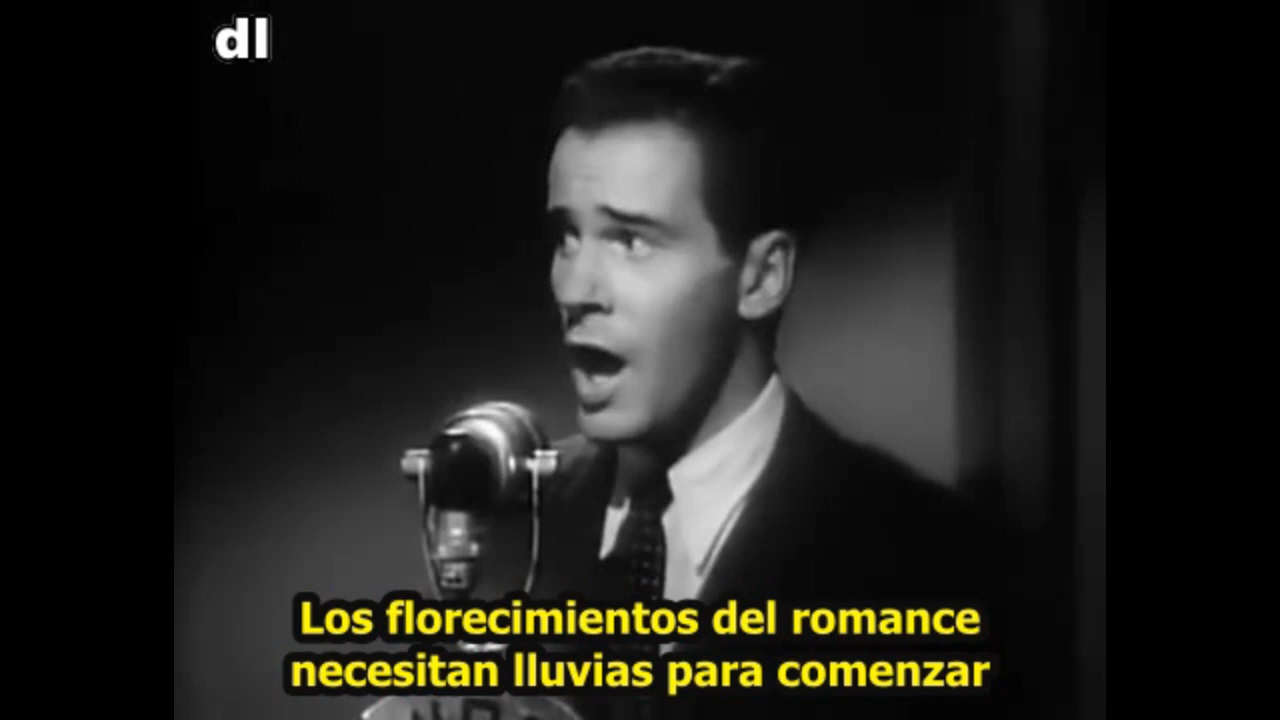 dl
Los florecimientos del romance
necesitan lluvias para comenzar